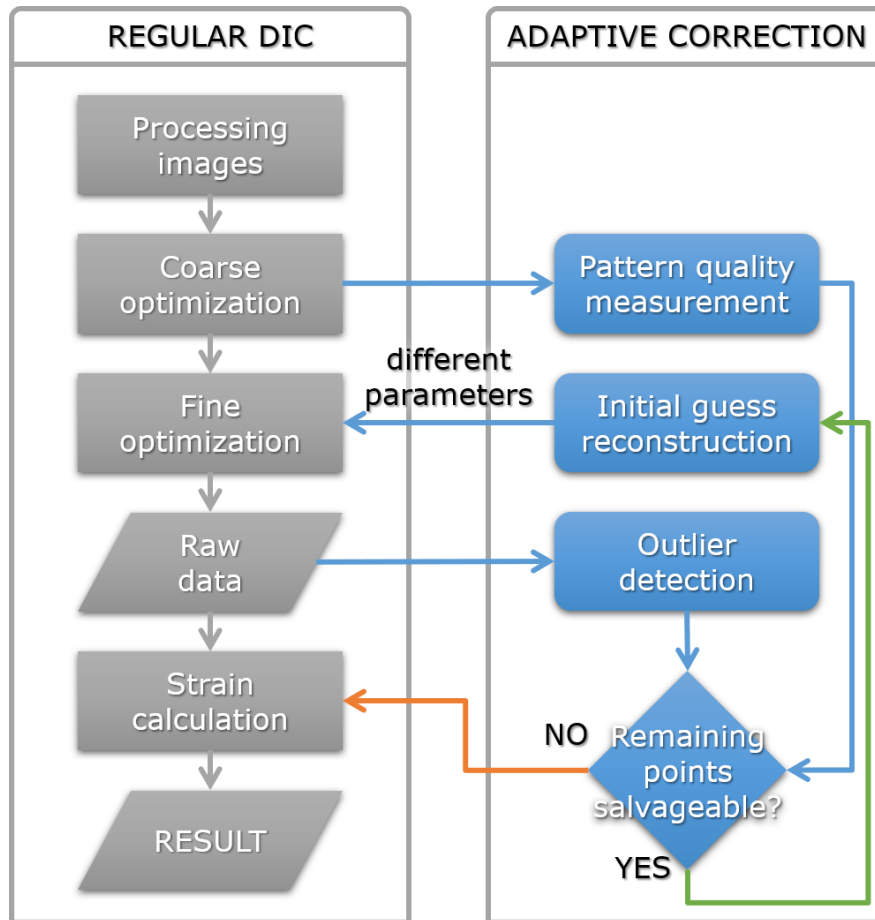 REGULAR DIC
Processing
images
Coarse
optimization
Fine
optimization
Raw
data
Strain
calculation
RESULT
different
parameters
ADAPTIVE CORRECTION
Pattern quality
measurement
Initial guess
reconstruction
Outlier
detection
NO
Remaining
points
salvageable?
YES